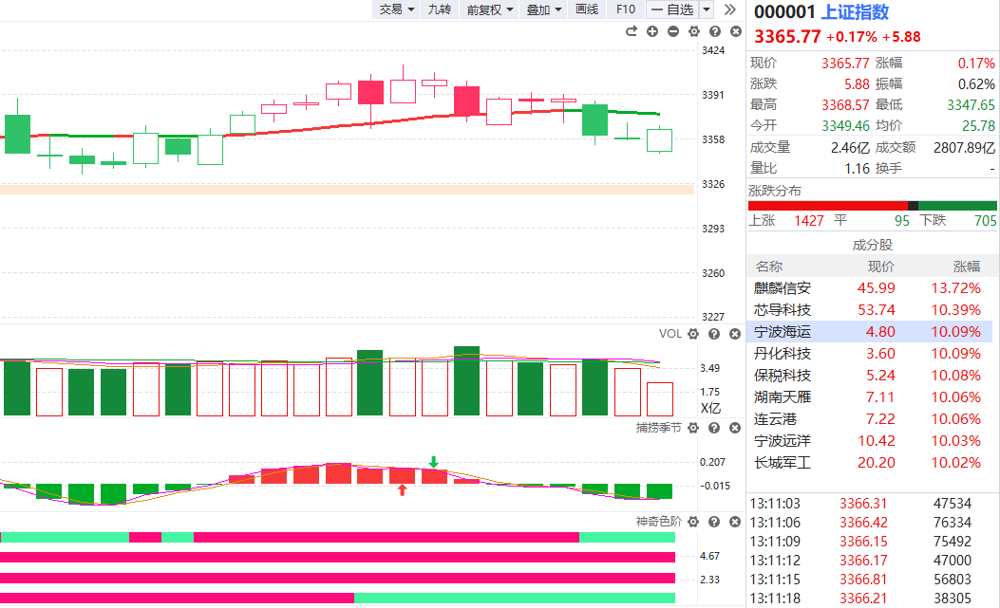 交易 九转 前复权 叠加 画线 F10 一 自选
000001 上证指数
3365.77 +0.17% +5.88
现价 3365.77 涨幅 0.17%
涨跌 5.88 振幅 0.62%
最高 3368.57 最低 3347.65
今开 3349.46 均价 25.78
成交量 2.46亿 成交额 2807.89亿
量比 1.16 换手 -
涨跌分布
上涨 1427 平 95 下跌 705
成分股
名称 现价 涨幅
麒麟信安 45.99 13.72%
芯导科技 53.74 10.39%
宁波海运 4.80 10.09%
丹化科技 3.60 10.09%
保税科技 5.24 10.08%
湖南天雁 7.11 10.06%
连云港 7.22 10.06%
宁波远洋 10.42 10.03%
长城军工 20.20 10.02%
13:11:03 3366.31 47534
13:11:06 3366.42 76334
13:11:09 3366.15 75492
13:11:12 3366.17 47000
13:11:15 3366.81 56803
13:11:18 3366.21 38305
3424
3391
3358
3326
3293
3260
3227
VOL
3.49
1.75
X亿
捕捞季节
0.207
-0.015
神奇色阶
4.67
2.33